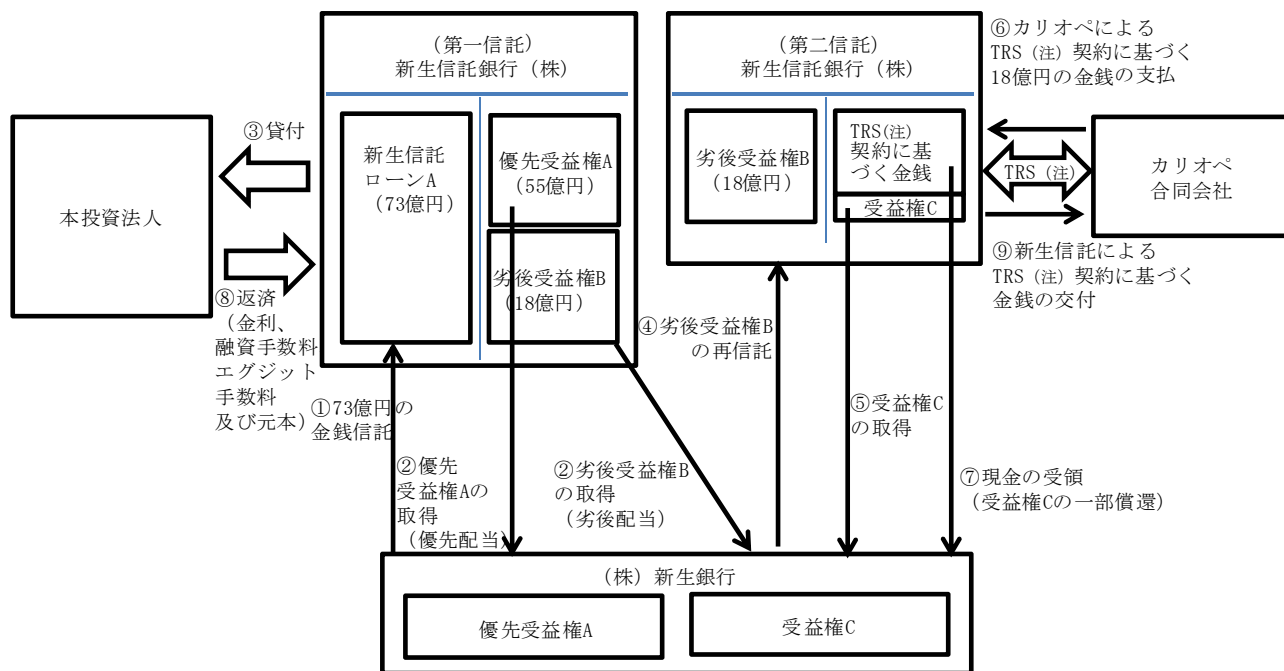 (第一信託)
新生信託銀行(株)
(第二信託)
新生信託銀行(株)
⑥カリオペによる
TRS(注)契約に基づく
18億円の金銭の支払
本投資法人
③貸付
新生信託
ローンA
(73億円)
優先受益権A
(55億円)
劣後受益権B
(18億円)
劣後受益権B
(18億円)
TRS(注)
契約に基
づく金銭
受益権C
TRS(注)
カリオペ
合同会社
⑧返済
(金利、
融資手数料
エグジット
手数料
及び元本)
①73億円の
金銭信託
④劣後受益権B
の再信託
⑨新生信託による
TRS(注)契約に基づく
金銭の交付
⑤受益権C
の取得
②優先
受益権Aの
取得
(優先配当)
②劣後受益権B
の取得
(劣後配当)
⑦現金の受領
(受益権Cの一部償還)
(株)新生銀行
優先受益権A
受益権C